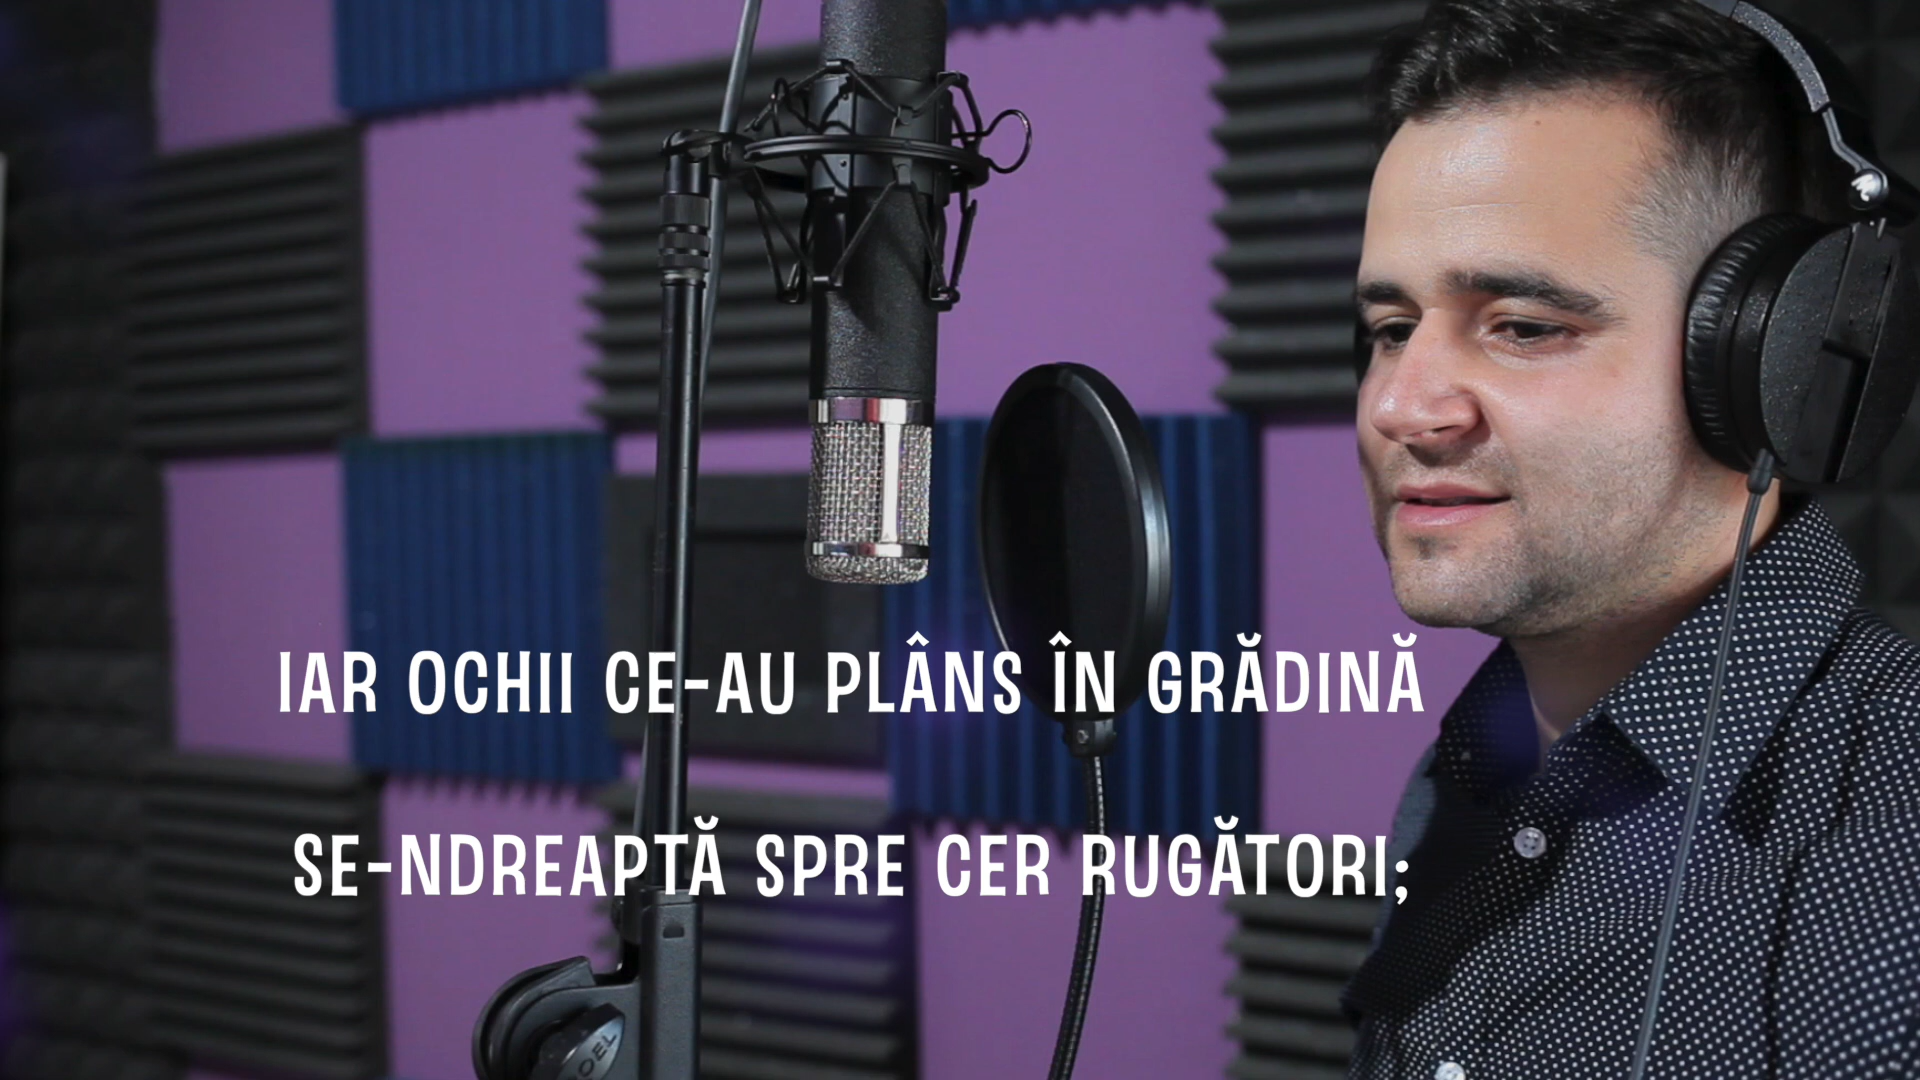 IAR OCHII CE-AU PLÂNS ÎN GRĂDINĂ
SE-NDREAPTĂ SPRE CER RUGĂTORI;